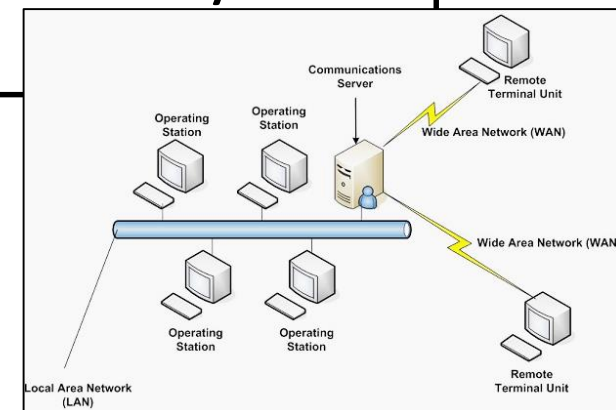 Communications
Server
Remote
Terminal Unit
Operating
Station
Operating
Station
Wide Area Network (WAN)
Wide Area Network (WAN
Operating
Station
Operating
Station
Remote
Terminal Unit
Local Area Network
(LAN)